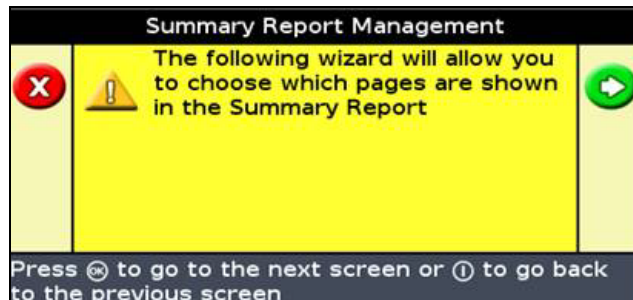 Summary Report Management
The following wizard will allow you
to choose which pages are shown
in the Summary Report
Press OK to go to the next screen or ⏼ to go back
to the previous screen